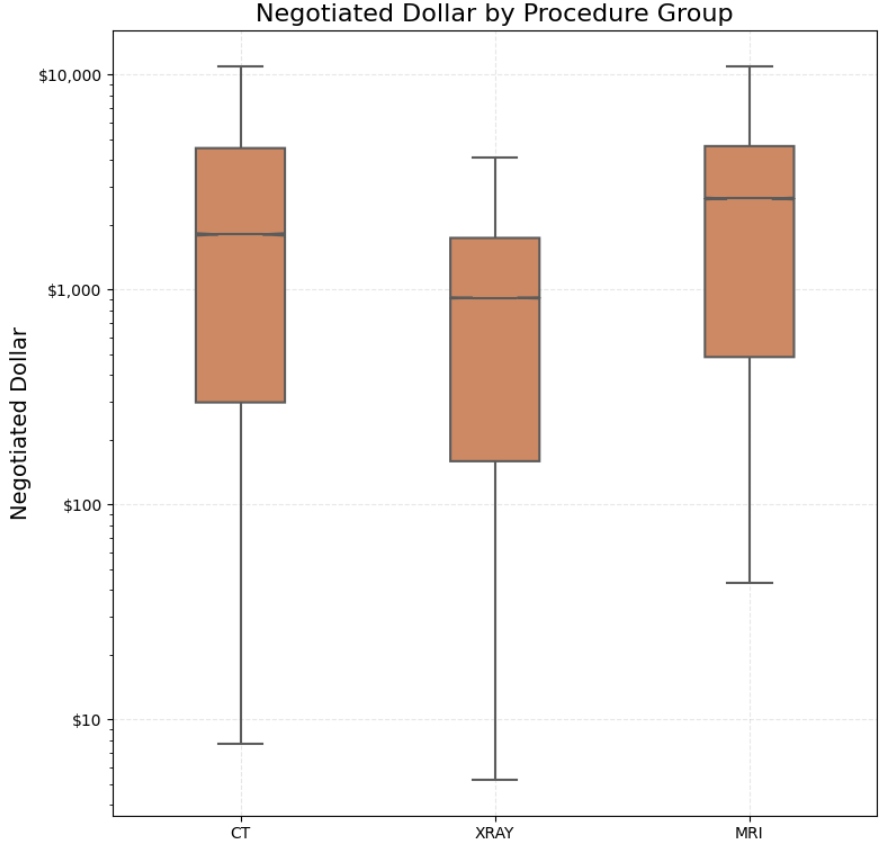 Negotiated Dollar by Procedure Group
Negotiated Dollar
$10,000
$1,000
$100
$10
CT
XRAY
MRI